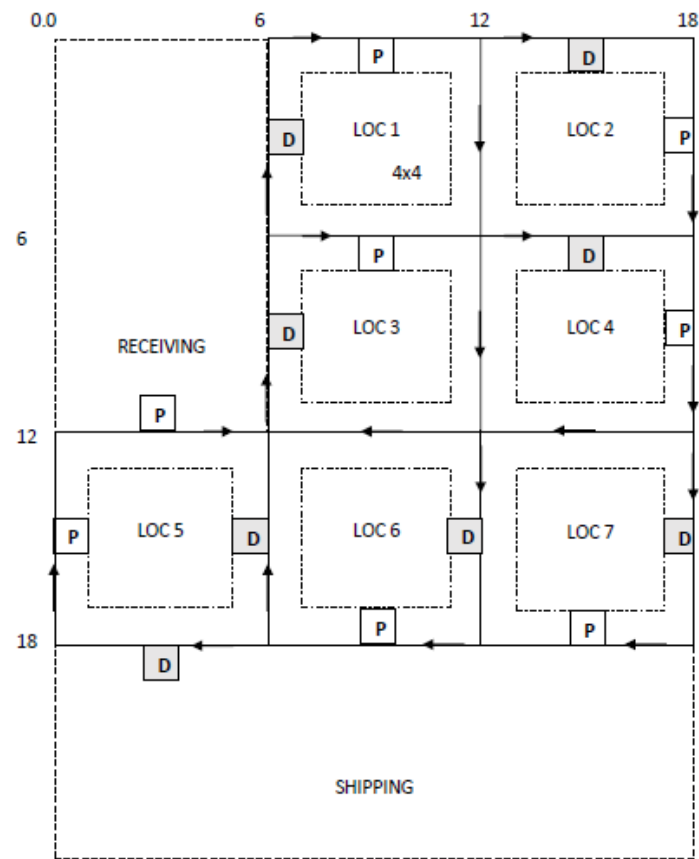 0.0 6 12 18
P D
D LOC 1 LOC 2 P
4x4
6
P D
D LOC 3 LOC 4 P
RECEIVING
P
12
P LOC 5 D LOC 6 D LOC 7 D
P P
18
D
SHIPPING